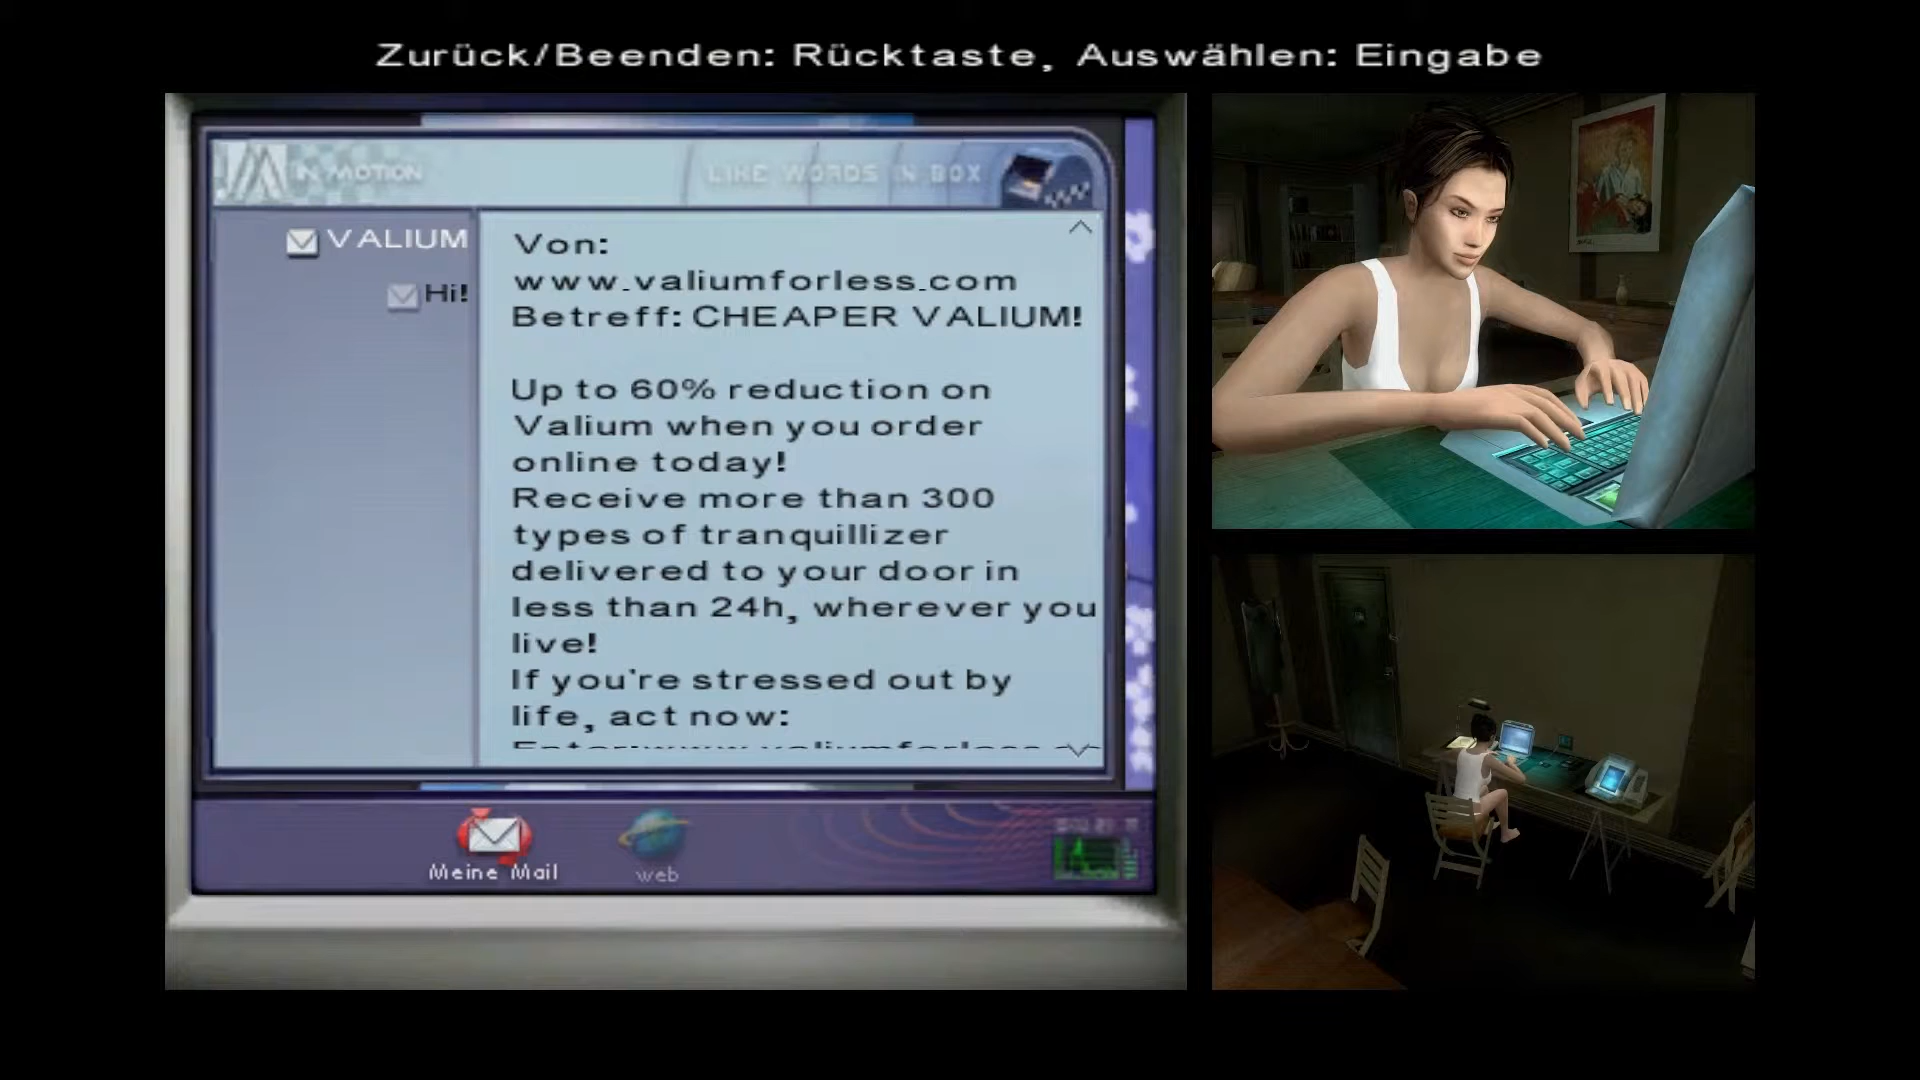 Zurück/Beenden: Rücktaste, Auswählen: Eingabe
IN MOTION
LIKE WORDS IN BOX
VALIUM
Hi!
Von:
www.valiumforless.com
Betreff: CHEAPER VALIUM!
Up to 60% reduction on
Valium when you order
online today!
Receive more than 300
types of tranquillizer
delivered to your door in
less than 24h, wherever you
live!
If you're stressed out by
life, act now:
Meine Mail
web